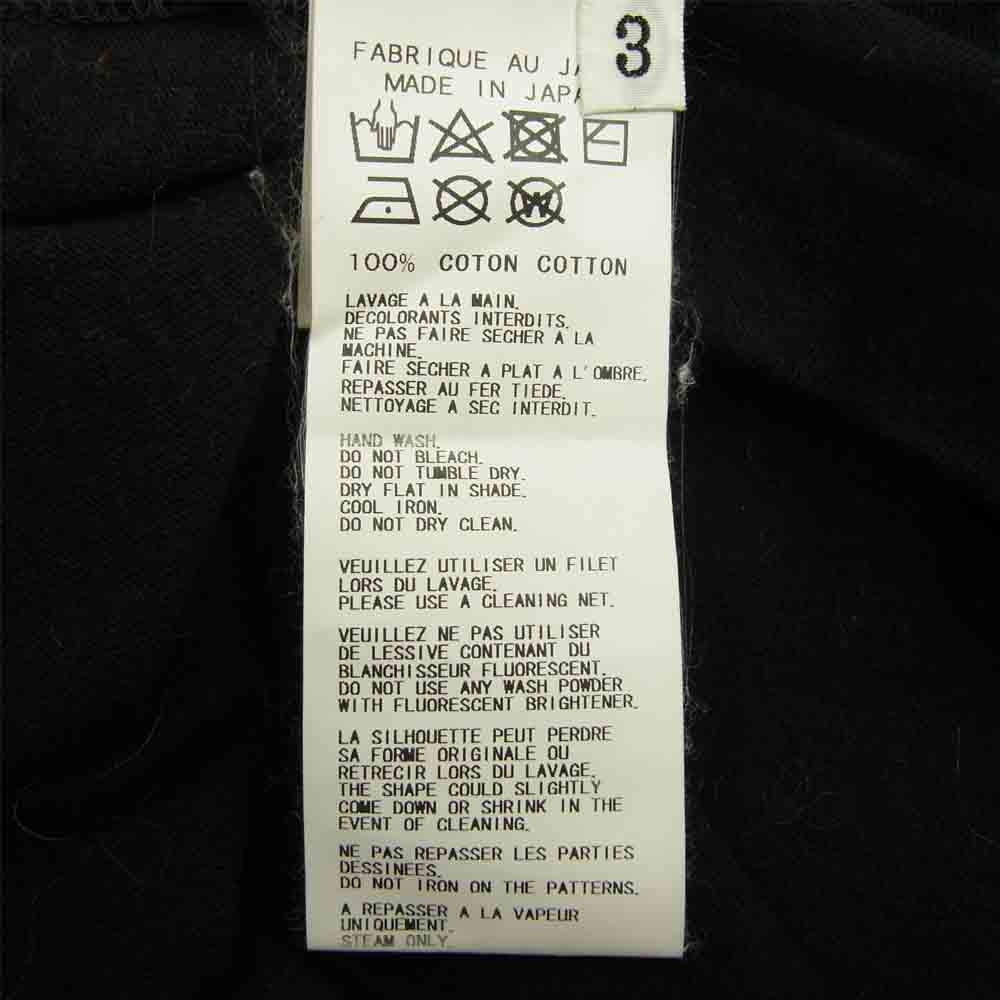 3
FABRIQUE AU
MADE IN
W
100% COTON COTTON
LAVAGE A LA MAIN.
DECOLORANTS INTERDITS.
NE PAS FAIRE SECHER A LA
MACHINE.
FAIRE SECHER A PLAT A L'OMBRE.
REPASSER AU FER TIEDE.
NETTOYAGE A SEC INTERDIT.
HAND WASH.
DO NOT BLEACH.
DO NOT TUMBLE DRY.
DRY FLAT IN SHADE.
COOL IRON.
DO NOT DRY CLEAN.
VEUILLEZ UTILISER UN FILET
LORS DU LAVAGE.
PLEASE USE A CLEANING NET.
VEUILLEZ NE PAS UTILISER
DE LESSIVE CONTENANT DU
BLANCHISSEUR FLUORESCENT.
DO NOT USE ANY WASH POWDER
WITH FLUORESCENT BRIGHTENER.
LA SILHOUETTE PEUT PERDRE
SA FORME ORIGINALE OU
RETRECIR LORS DU LAVAGE.
THE SHAPE COULD SLIGHTLY
COME DOWN OR SHRINK IN THE
EVENT OF CLEANING.
NE PAS REPASSER LES PARTIES
DESSINEES.
DO NOT IRON ON THE PATTERNS.
A REPASSER A LA VAPEUR
UNIQUEMENT.
STEAM ONLY.